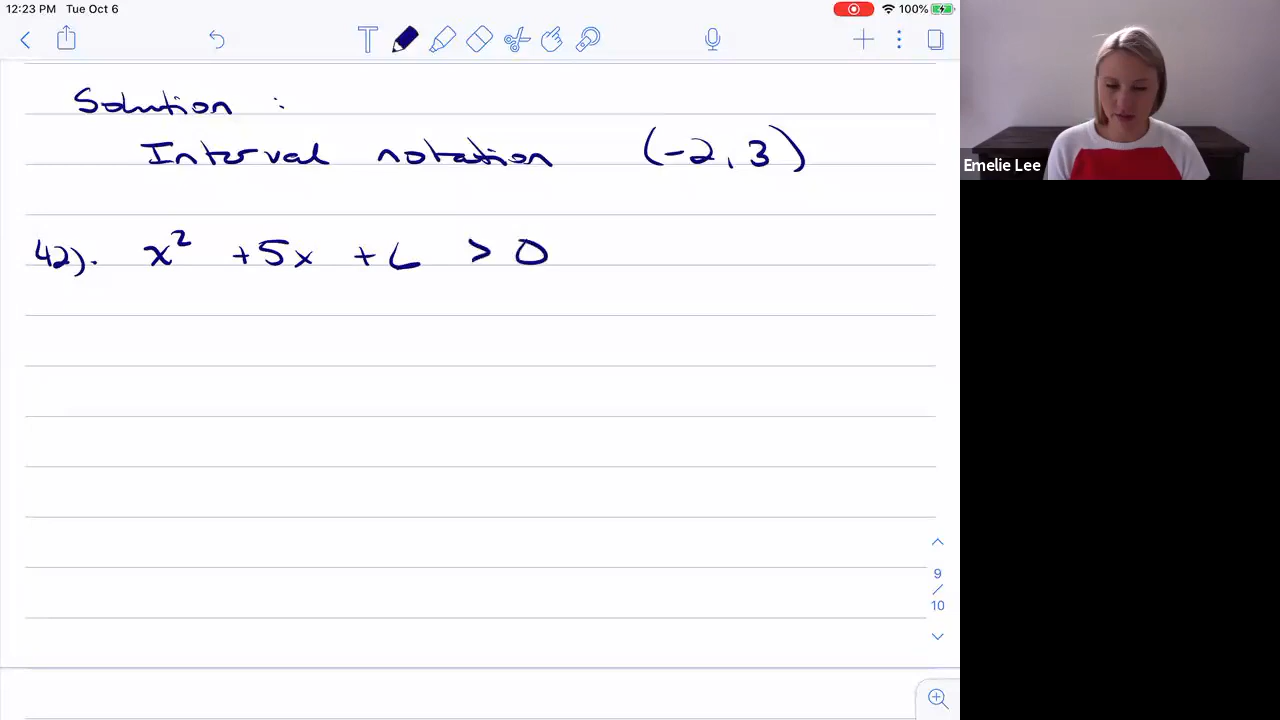 12:23 PM Tue Oct 6 100%
Solution :
Interval notation (-2, 3)
42). x² +5x +6 > 0
Emelie Lee
9
/
10